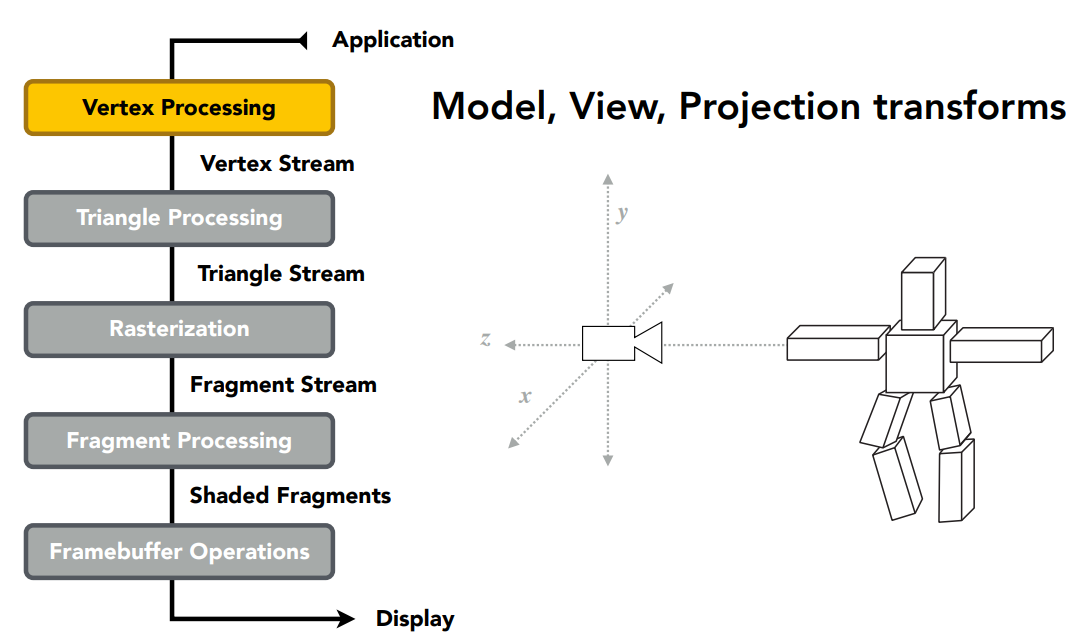 Application
Vertex Processing
Model, View, Projection transforms
Vertex Stream
Triangle Processing
Triangle Stream
Rasterization
Fragment Stream
Fragment Processing
Shaded Fragments
Framebuffer Operations
Display
y
z
x